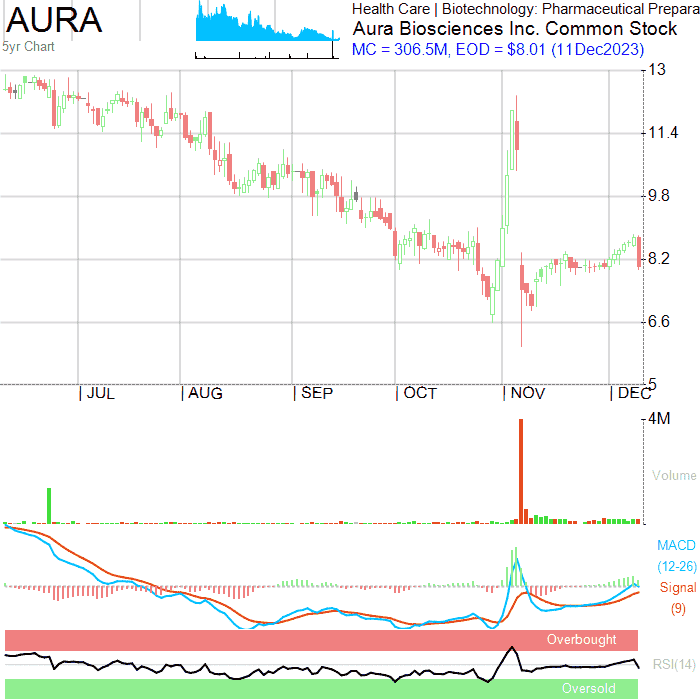 AURA
5yr Chart
Health Care | Biotechnology: Pharmaceutical Prepara
Aura Biosciences Inc. Common Stock
MC = 306.5M, EOD = $8.01 (11Dec2023)
13
11.4
9.8
8.2
6.6
5
| JUL | AUG | SEP | OCT | NOV | DEC
4M
Volume
MACD
(12-26)
Signal
(9)
Overbought
RSI(14)
Oversold